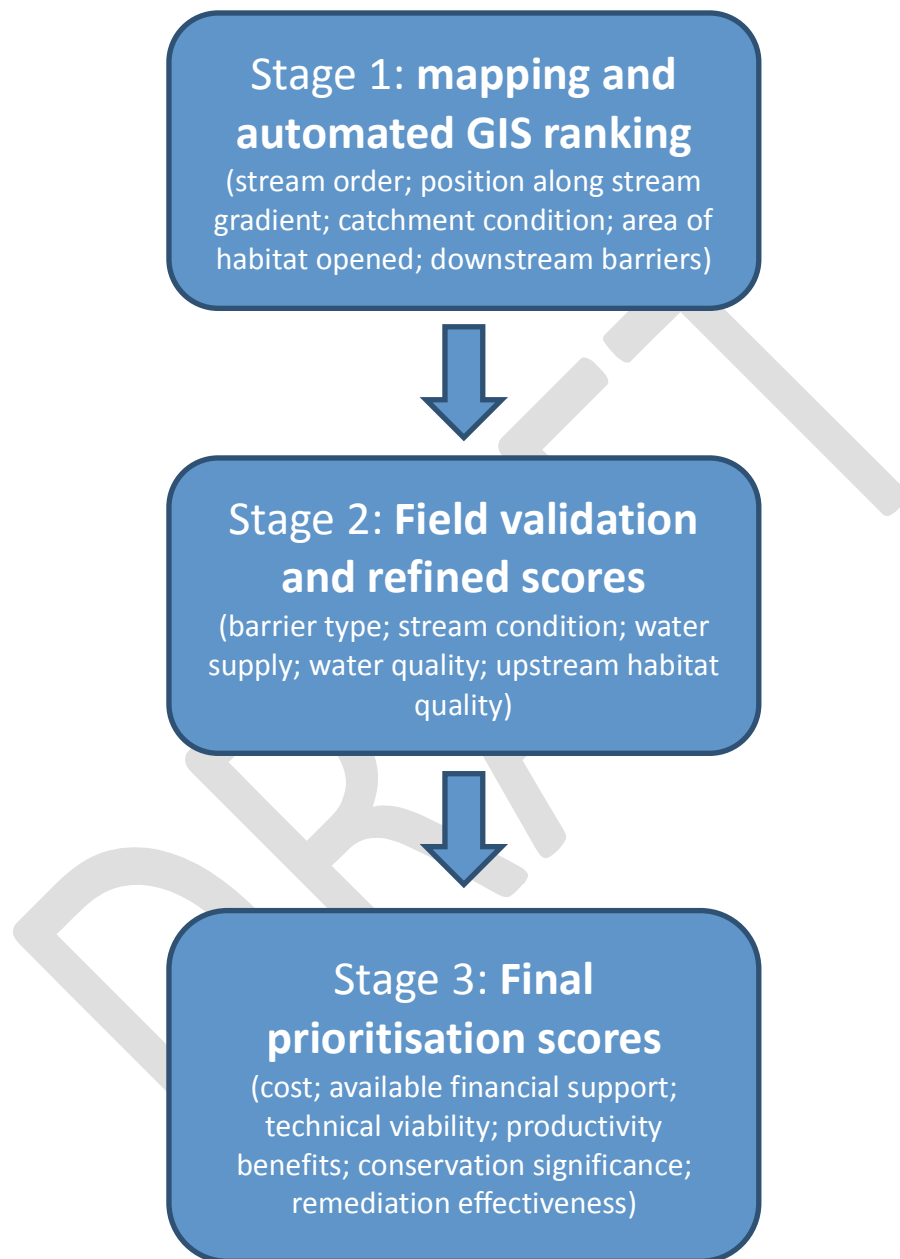 Stage 1: mapping and
automated GIS ranking
(stream order; position along stream
gradient; catchment condition; area of
habitat opened; downstream barriers)
Stage 2: Field validation
and refined scores
(barrier type; stream condition; water
supply; water quality; upstream habitat
quality)
Stage 3: Final
prioritisation scores
(cost; available financial support;
technical viability; productivity
benefits; conservation significance;
remediation effectiveness)
DRAFT